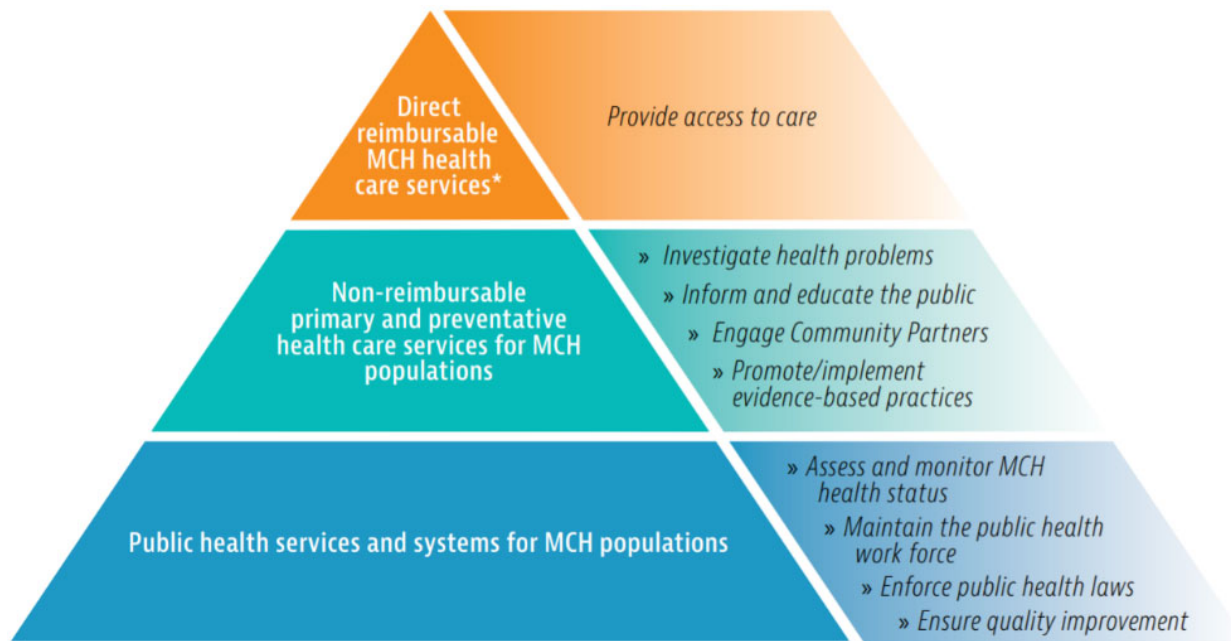 Direct
reimbursable
MCH health
care services*
Provide access to care
Non-reimbursable
primary and preventative
health care services for MCH
populations
» Investigate health problems
» Inform and educate the public
» Engage Community Partners
» Promote/implement
evidence-based practices
Public health services and systems for MCH populations
» Assess and monitor MCH
health status
» Maintain the public health
work force
» Enforce public health laws
» Ensure quality improvement